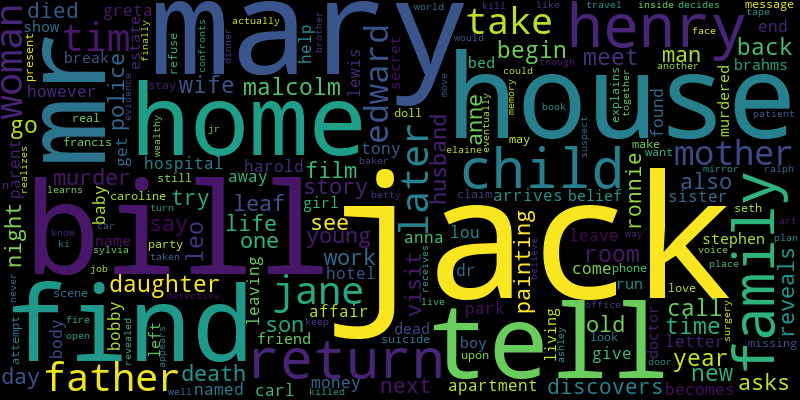 woman
died
show
greta
tim
break
however
present
mr
police
get
evidence
go
real
francis
mary
actually
finally
refuse
confronts
dinner
brother
help
secret
lewis
estate
wife
malcolm
home
stay
wealthy
jr
edward
doll
tony
baker
hospital
harold
away
film
still
story
girl
betty
husband
world
kill
like
travel
inside
decides
message
tape
take
henry
face
end
begin
meet
man
back
brahms
bed
would
could
though
another
explains
together
murdered
house
memory
book
anne
eventually
move
suspect
found
patient
may
child
mother
elaine
make
want
mirror
ralph
claim
arrives
belief
also
sister
ronnie
parent
realizes
murder
learns
bill
baby
caroline
turn
try
leaf
life
one
see
young
leo
say
car
name
know
ki
sylvia
party
taken
job
work
hotel
night
never
daughter
detective
jane
leaving
affair
son
friend
find
scene
fire
open
body
attempt
bobby
revealed
left
appears
father
death
day
named
well
killed
carl
money
return
keep
dead
suicide
next
jack
later
anna
lou
dr
visit
receives
live
park
boy
upon
apartment
painting
believe
way
leave
room
come
phone
run
love
place
voice
stephen
seth
art
plan
family
reveals
tell
living
ashley
office
old
look
give
door
doctor
letter
call
time
year
surgery
missing
new
discovers
becomes
asks